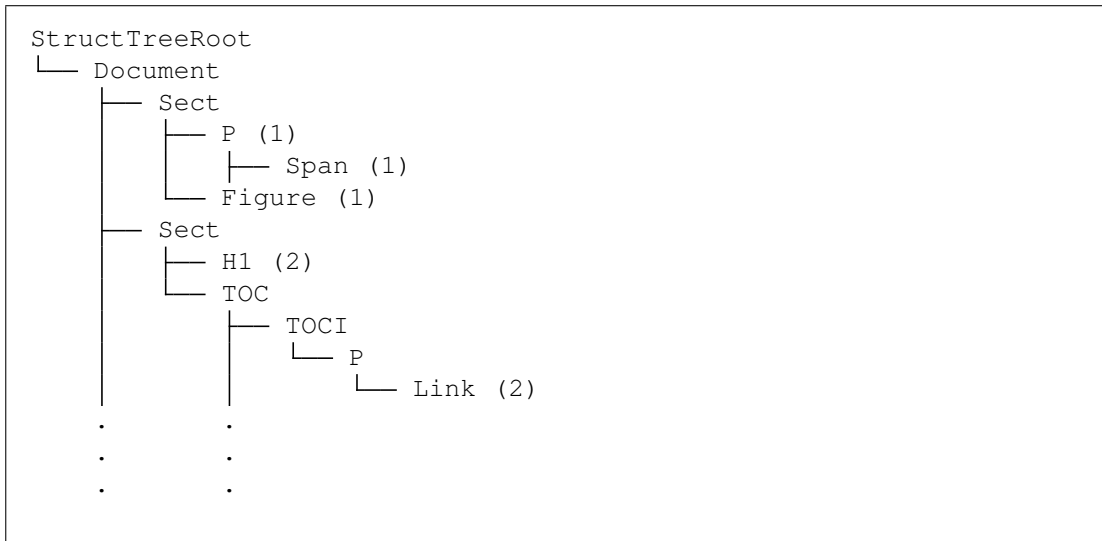 StructTreeRoot
└── Document
    ├── Sect
    │   ├── P (1)
    │   │   ├── Span (1)
    │   └── Figure (1)
    ├── Sect
    │   ├── H1 (2)
    │   └── TOC
    │       ├── TOCI
    │       │   └── P
    │       │       └── Link (2)
    .       .
    .       .
    .       .